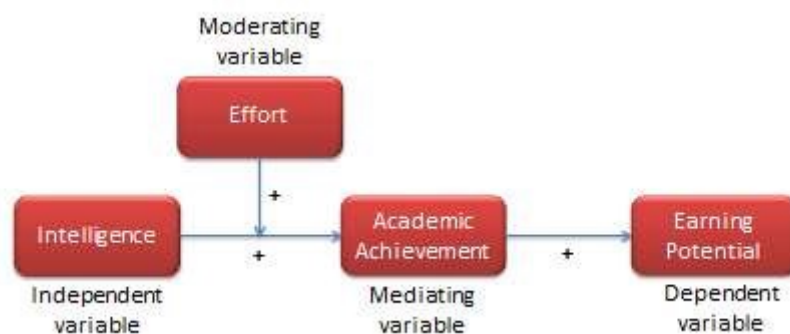 Moderating
variable
Effort
+
Intelligence
+
Academic
Achievement
+
Earning
Potential
Independent
variable
Mediating
variable
Dependent
variable